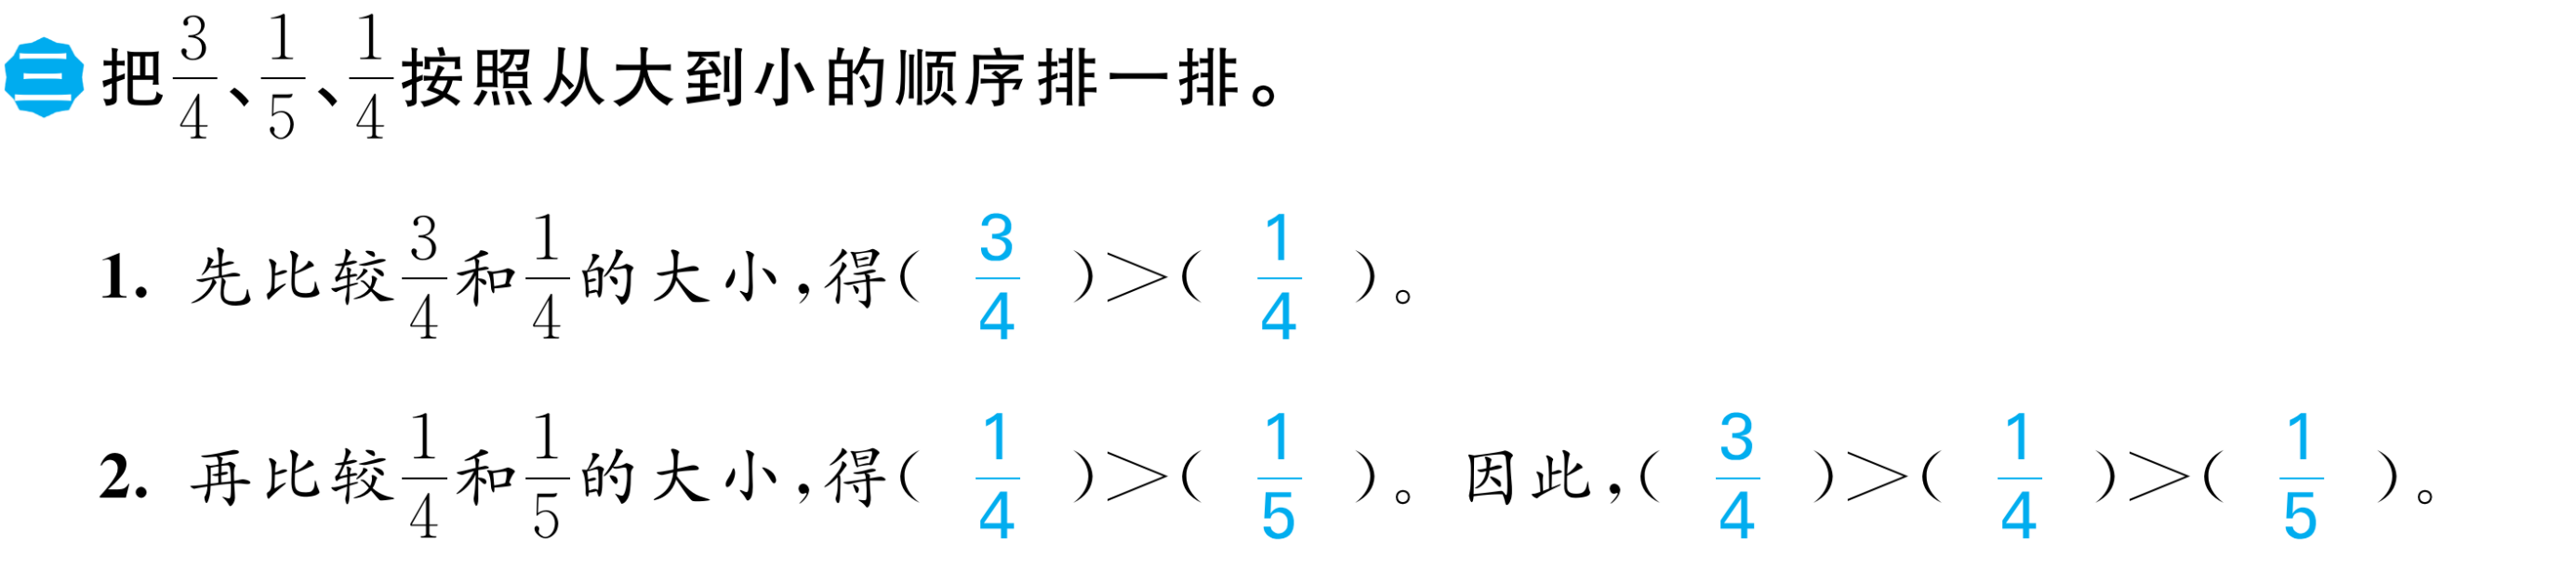 三 把3/4、1/5、1/4按照从大到小的顺序排一排。
1. 先比较3/4和1/4的大小,得( 3/4 )>( 1/4 )。
2. 再比较1/4和1/5的大小,得( 1/4 )>( 1/5 )。因此,( 3/4 )>( 1/4 )>( 1/5 )。